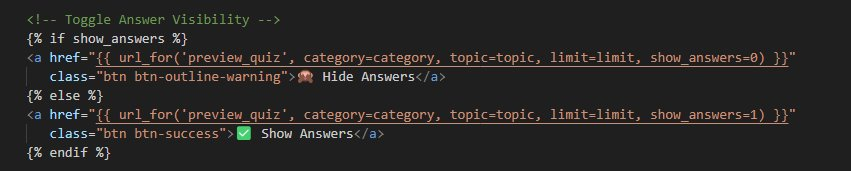 <!-- Toggle Answer Visibility -->
{% if show_answers %}
<a href="{{ url_for('preview_quiz', category=category, topic=topic, limit=limit, show_answers=0) }}"
class="btn btn-outline-warning">🙈 Hide Answers</a>
{% else %}
<a href="{{ url_for('preview_quiz', category=category, topic=topic, limit=limit, show_answers=1) }}"
class="btn btn-success">✅ Show Answers</a>
{% endif %}